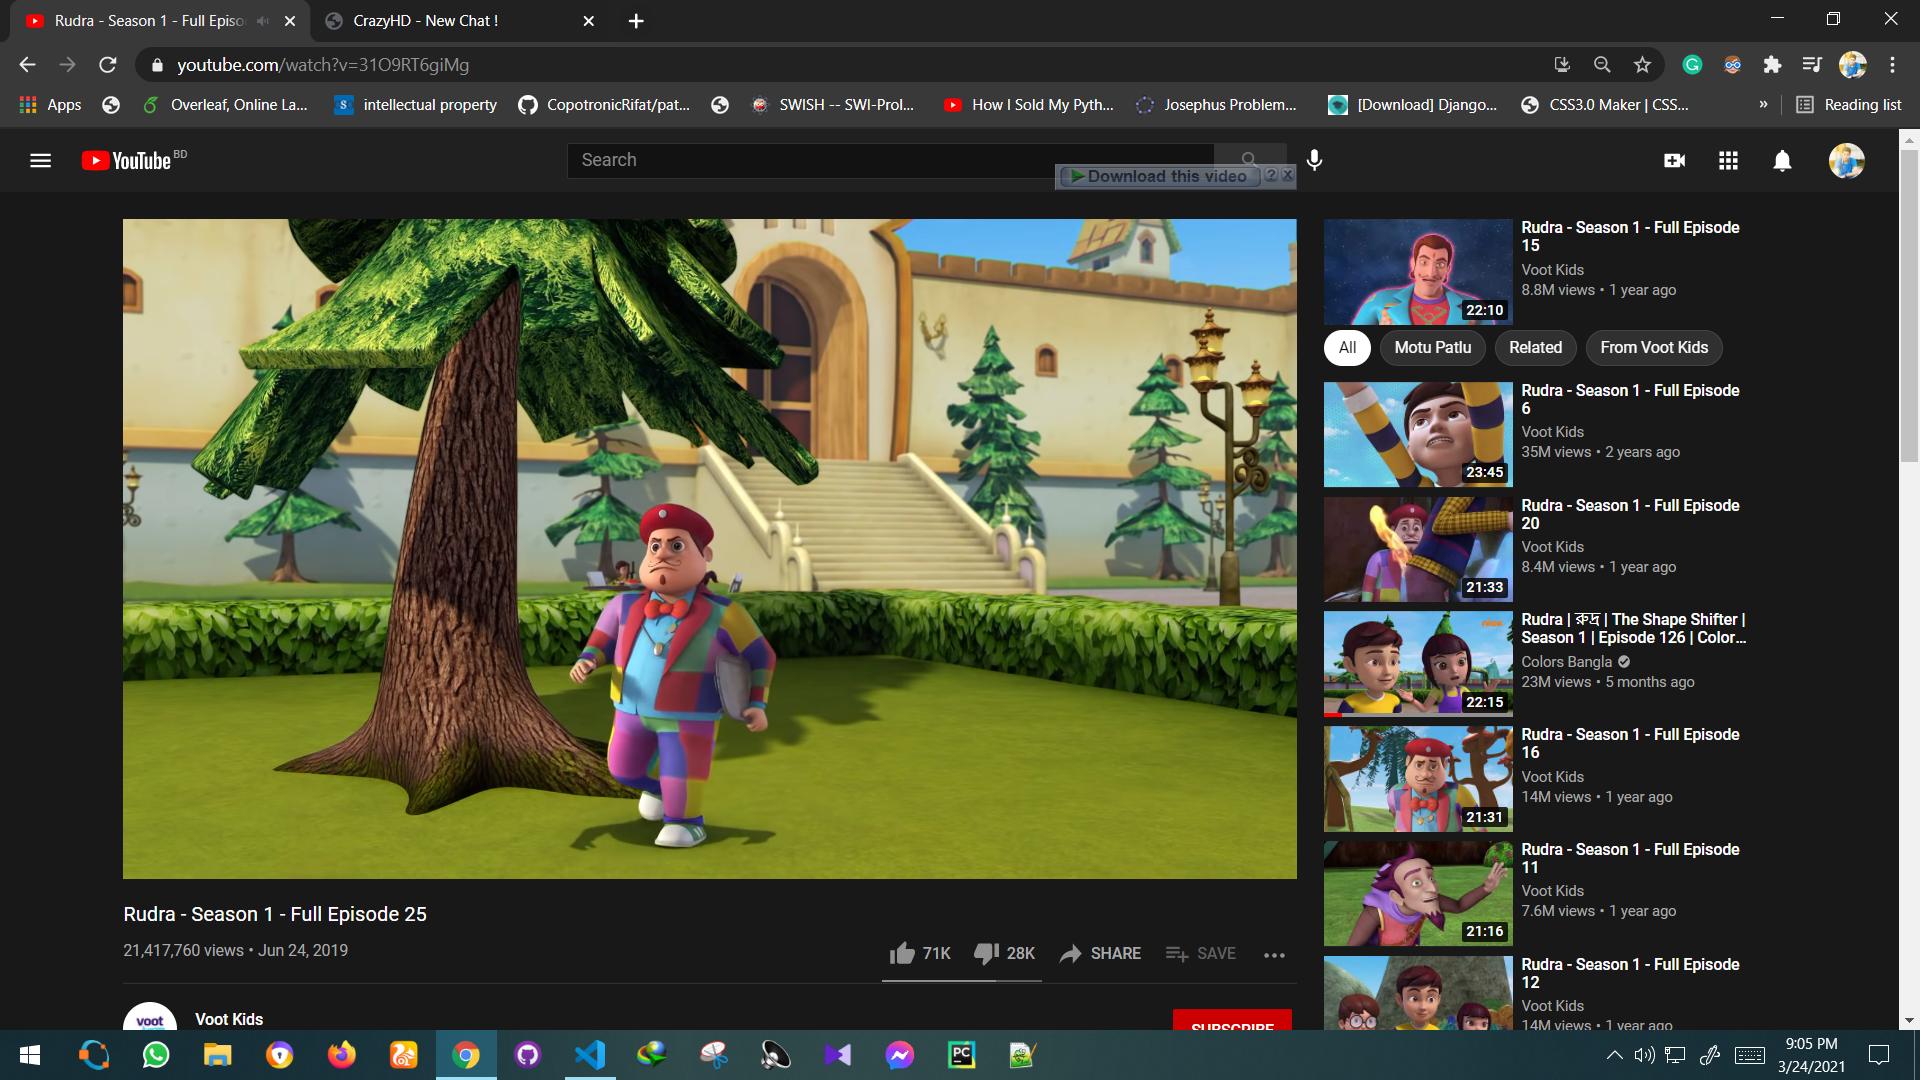 Rudra - Season 1 - Full Episo
CrazyHD - New Chat !
youtube.com/watch?v=31O9RT6giMg
Apps
Overleaf, Online La...
intellectual property
CopotronicRifat/pat...
SWISH -- SWI-Prol...
How I Sold My Pyth...
Josephus Problem...
[Download] Django...
CSS3.0 Maker | CSS...
»
Reading list
YouTube BD
Search
Download this video
Rudra - Season 1 - Full Episode
15
Voot Kids
8.8M views • 1 year ago
22:10
All
Motu Patlu
Related
From Voot Kids
Rudra - Season 1 - Full Episode
6
Voot Kids
35M views • 2 years ago
23:45
Rudra - Season 1 - Full Episode
20
Voot Kids
8.4M views • 1 year ago
21:33
Rudra | রুদ্র | The Shape Shifter |
Season 1 | Episode 126 | Color...
Colors Bangla
23M views • 5 months ago
22:15
Rudra - Season 1 - Full Episode
16
Voot Kids
14M views • 1 year ago
21:31
Rudra - Season 1 - Full Episode
11
Voot Kids
7.6M views • 1 year ago
21:16
Rudra - Season 1 - Full Episode
12
Voot Kids
14M views • 1 year ago
Rudra - Season 1 - Full Episode 25
21,417,760 views • Jun 24, 2019
71K
28K
SHARE
SAVE
voot
Voot Kids
SUBSCRIBE
PC
9:05 PM
3/24/2021